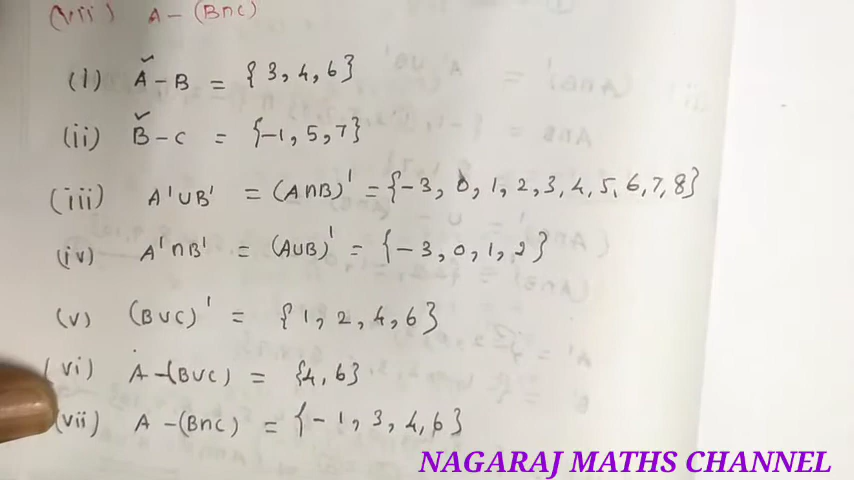 (vii) A - (B∩C)
(i) A - B = {3, 4, 6}
(ii) B - C = {-1, 5, 7}
(iii) A'∪B' = (A∩B)' = {-3, 0, 1, 2, 3, 4, 5, 6, 7, 8}
(iv) A'∩B' = (A∪B)' = {-3, 0, 1, 2}
(v) (B∪C)' = {1, 2, 4, 6}
(vi) A-(B∪C) = {4, 6}
(vii) A-(B∩C) = {-1, 3, 4, 6}
NAGARAJ MATHS CHANNEL